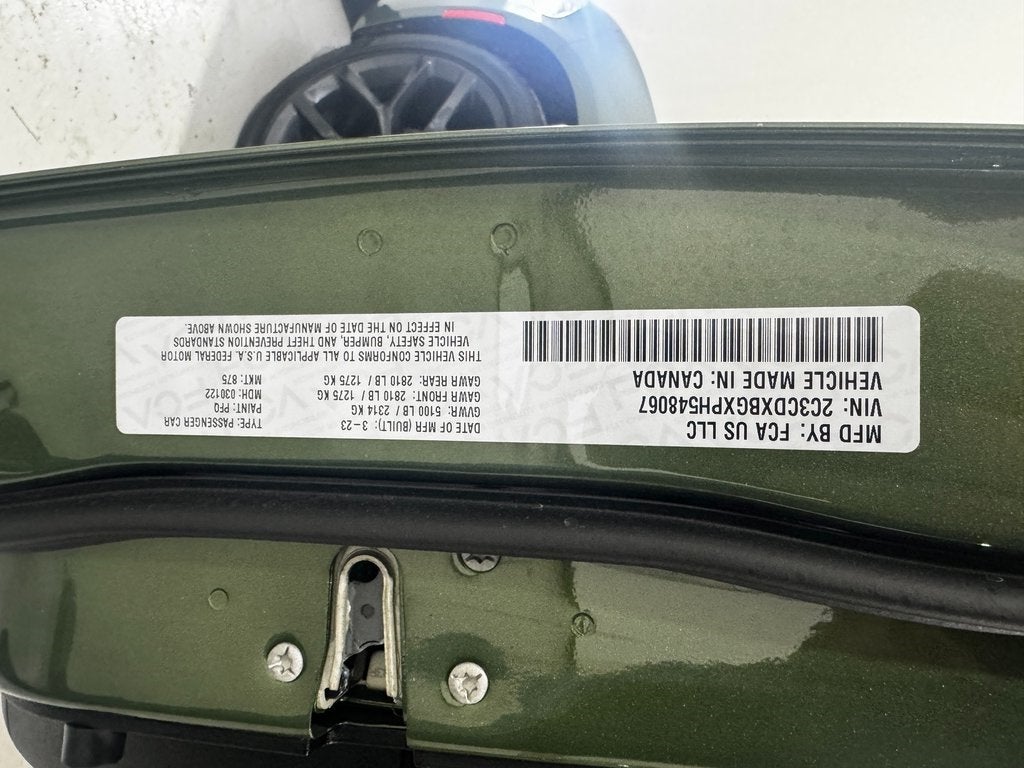 MFD BY: FCA US LLC
VIN: 2C3CDXBGXPH548067
VEHICLE MADE IN: CANADA
DATE OF MFR (BUILT): 3-23
GVWR: 5100 LB / 2314 KG
GAWR FRONT: 2810 LB / 1275 KG
GAWR REAR: 2810 LB / 1275 KG
TYPE: PASSENGER CAR
PAINT: PFQ
MDH: 030122
MKT: 875
THIS VEHICLE CONFORMS TO ALL APPLICABLE U.S.A. FEDERAL MOTOR
VEHICLE SAFETY, BUMPER, AND THEFT PREVENTION STANDARDS
IN EFFECT ON THE DATE OF MANUFACTURE SHOWN ABOVE.